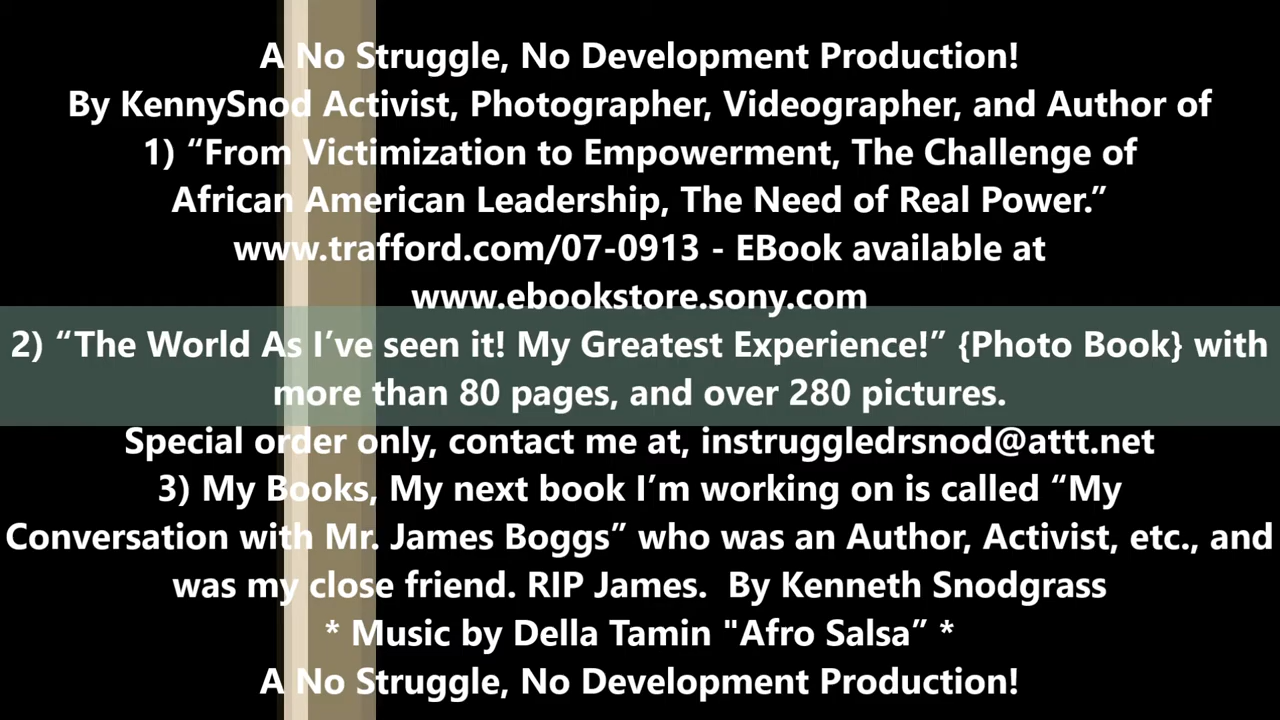 A No Struggle, No Development Production!
By KennySnod Activist, Photographer, Videographer, and Author of
1) “From Victimization to Empowerment, The Challenge of
African American Leadership, The Need of Real Power.”
www.trafford.com/07-0913 - EBook available at
www.ebookstore.sony.com
2) “The World As I’ve seen it! My Greatest Experience!” {Photo Book} with
more than 80 pages, and over 280 pictures.
Special order only, contact me at, instruggledrsnod@attt.net
3) My Books, My next book I’m working on is called “My
Conversation with Mr. James Boggs” who was an Author, Activist, etc., and
was my close friend. RIP James.  By Kenneth Snodgrass
* Music by Della Tamin "Afro Salsa” *
A No Struggle, No Development Production!